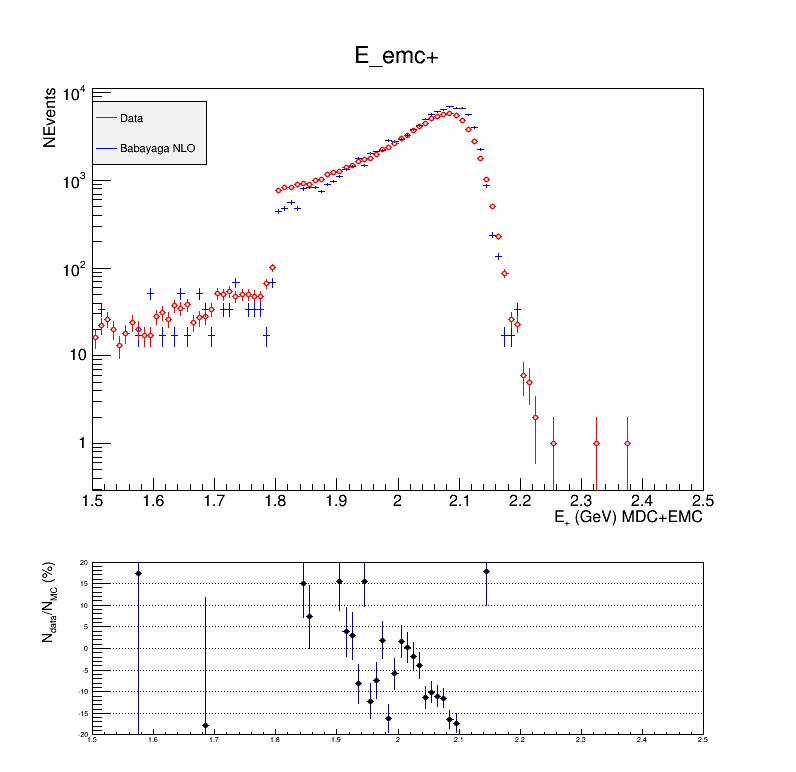 E_emc+
NEvents
10⁴
10³
10²
10
1
Data
Babayaga NLO
1.5 1.6 1.7 1.8 1.9 2 2.1 2.2 2.3 2.4 2.5
E₊ (GeV) MDC+EMC
N_data/N_MC (%)
20
15
10
5
0
-5
-10
-15
-20
1.5 1.6 1.7 1.8 1.9 2 2.1 2.2 2.3 2.4 2.5